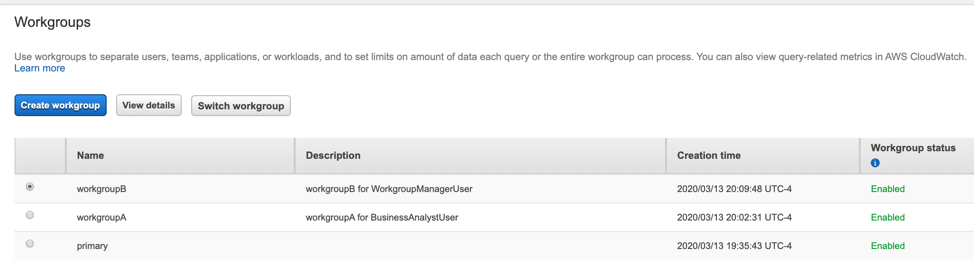 Workgroups
Use workgroups to separate users, teams, applications, or workloads, and to set limits on amount of data each query or the entire workgroup can process. You can also view query-related metrics in AWS CloudWatch.
Learn more
Create workgroup View details Switch workgroup
Name Description Creation time Workgroup status
workgroupB workgroupB for WorkgroupManagerUser 2020/03/13 20:09:48 UTC-4 Enabled
workgroupA workgroupA for BusinessAnalystUser 2020/03/13 20:02:31 UTC-4 Enabled
primary 2020/03/13 19:35:43 UTC-4 Enabled